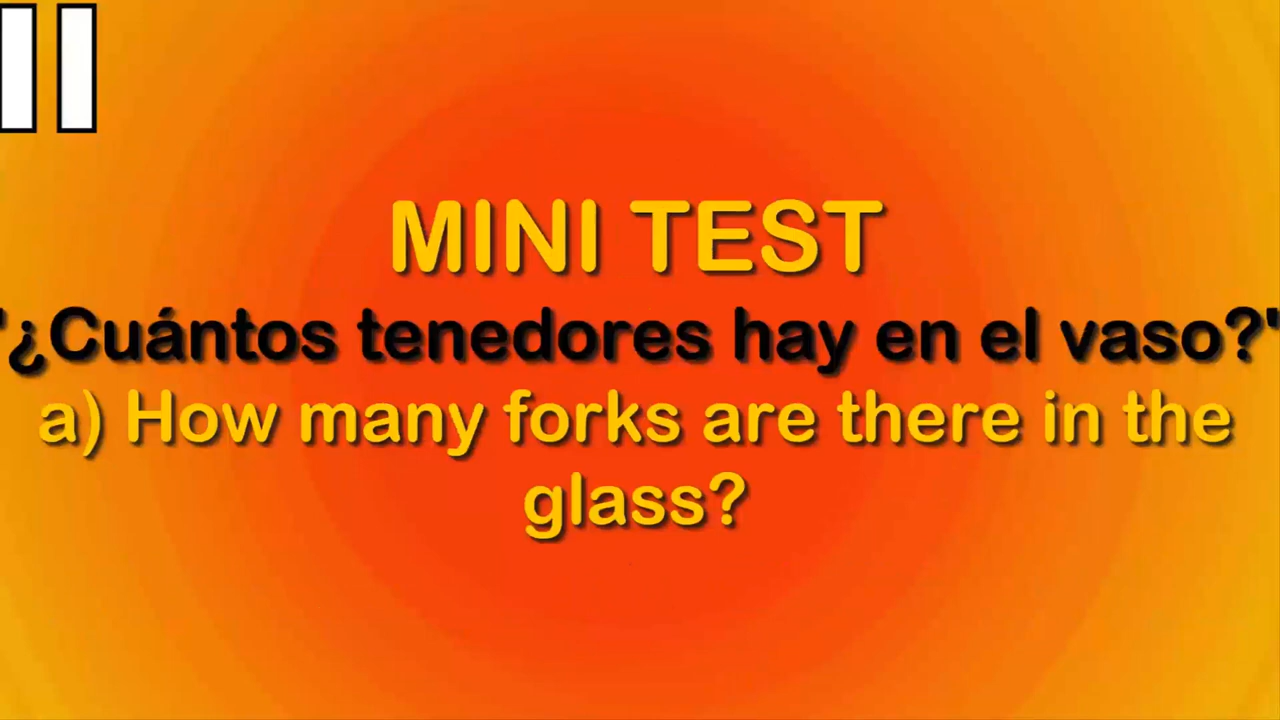 MINI TEST
"¿Cuántos tenedores hay en el vaso?"
a) How many forks are there in the
glass?